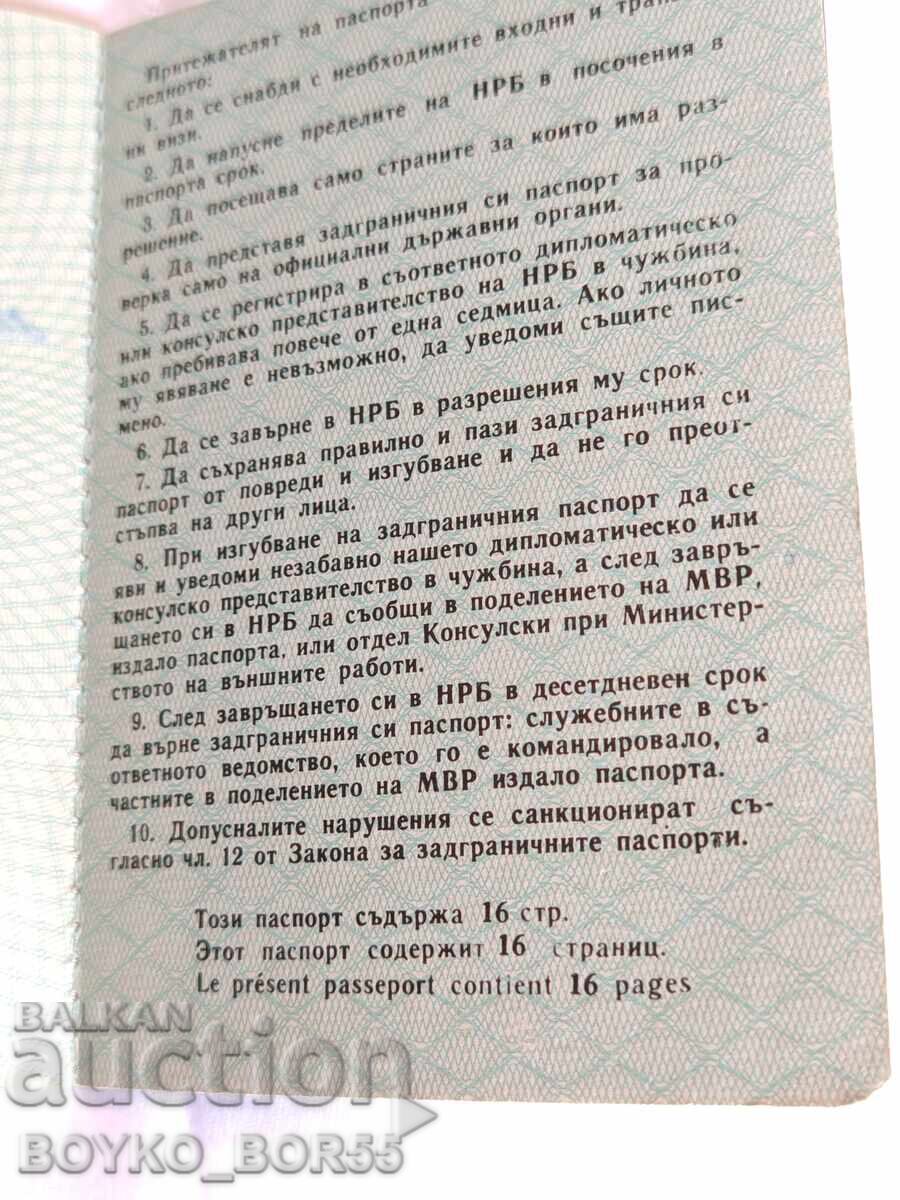 Притежателят на паспорта
следното:
1. Да се снабди с необходимите входни и
ни визи.
2. Да напусне пределите на НРБ в посочения в
паспорта срок.
3. Да посещава само страните за които има раз-
решение.
4. Да представя задграничния си паспорт за про-
верка само на официални държавни органи.
5. Да се регистрира в съответното дипломатическо
или консулско представителство на НРБ в чужбина,
ако пребивава повече от една седмица. Ако личното
му явяване е невъзможно, да уведоми същите пис-
мено.
6. Да се завърне в НРБ в разрешения му срок.
7. Да съхранява правилно и пази задграничния си
паспорт от повреди и изгубване и да не го преот-
стъпва на други лица.
8. При изгубване на задграничния паспорт да се
яви и уведоми незабавно нашето дипломатическо или
консулско представителство в чужбина, а след завръ-
щането си в НРБ да съобщи в поделението на МВР,
издало паспорта, или отдел Консулски при Министер-
ството на външните работи.
9. След завръщането си в НРБ в десетдневен срок
да върне задграничния си паспорт: служебните в съ-
ответното ведомство, което го е командировало, а
частните в поделението на МВР издало паспорта.
10. Допусналите нарушения се санкционират съ-
гласно чл. 12 от Закона за задграничните паспорти.
Този паспорт съдържа 16 стр.
Этот паспорт содержит 16 страниц.
Le présent passeport contient 16 pages
BALKAN
auction
BOYKO_BOR55